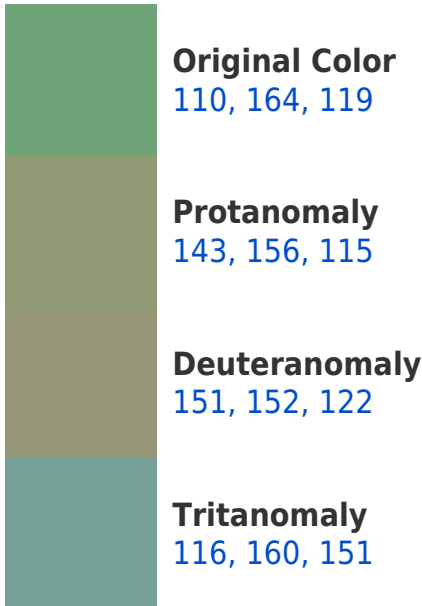 Original Color
110, 164, 119
Protanomaly
143, 156, 115
Deuteranomaly
151, 152, 122
Tritanomaly
116, 160, 151